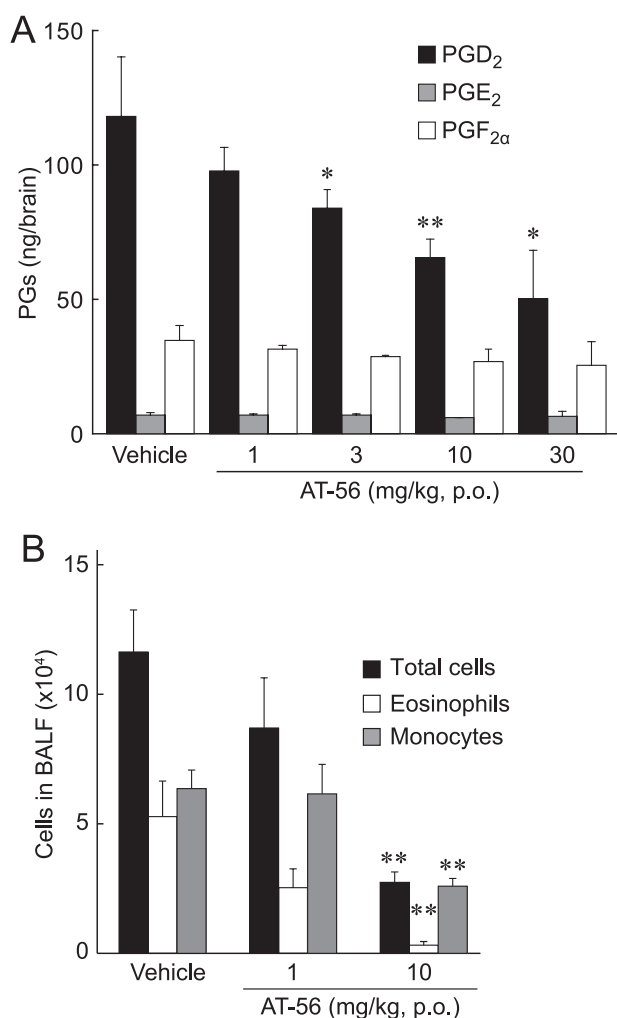 A
150
100
50
0
PGs (ng/brain)
PGD2
PGE2
PGF2α
*
**
*
Vehicle 1 3 10 30
AT-56 (mg/kg, p.o.)
B
15
10
5
0
Cells in BALF (x10⁴)
Total cells
Eosinophils
Monocytes
** ** **
Vehicle 1 10
AT-56 (mg/kg, p.o.)